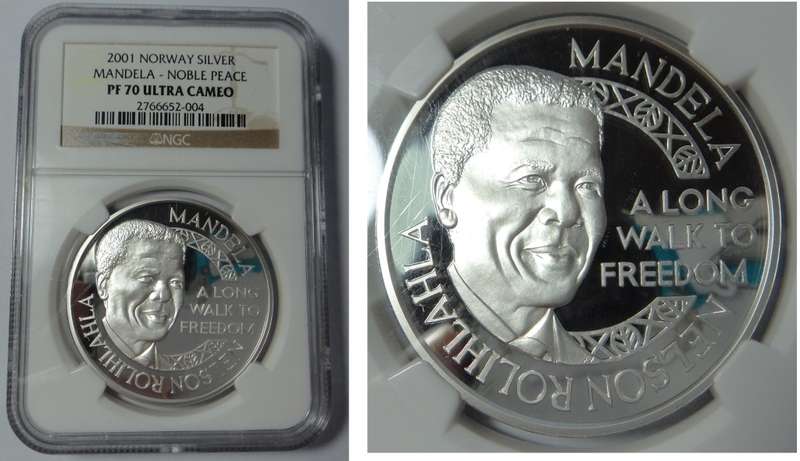 2001 NORWAY SILVER
MANDELA - NOBLE PEACE
PF 70 ULTRA CAMEO
2766652-004
NGC
MANDELA
A LONG
WALK TO
FREEDOM
NELSON ROLIHLAHLA
MANDELA
A LONG
WALK TO
FREEDOM
NELSON ROLIHLAHLA